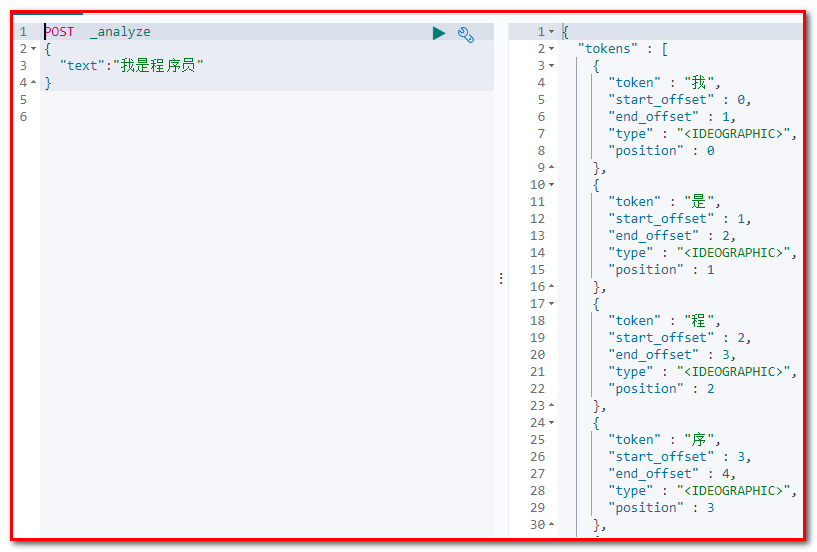 1 POST _analyze
2 {
3 "text":"我是程序员"
4 }
5
6
1 {
2 "tokens" : [
3 {
4 "token" : "我",
5 "start_offset" : 0,
6 "end_offset" : 1,
7 "type" : "<IDEOGRAPHIC>",
8 "position" : 0
9 },
10 {
11 "token" : "是",
12 "start_offset" : 1,
13 "end_offset" : 2,
14 "type" : "<IDEOGRAPHIC>",
15 "position" : 1
16 },
17 {
18 "token" : "程",
19 "start_offset" : 2,
20 "end_offset" : 3,
21 "type" : "<IDEOGRAPHIC>",
22 "position" : 2
23 },
24 {
25 "token" : "序",
26 "start_offset" : 3,
27 "end_offset" : 4,
28 "type" : "<IDEOGRAPHIC>",
29 "position" : 3
30 },